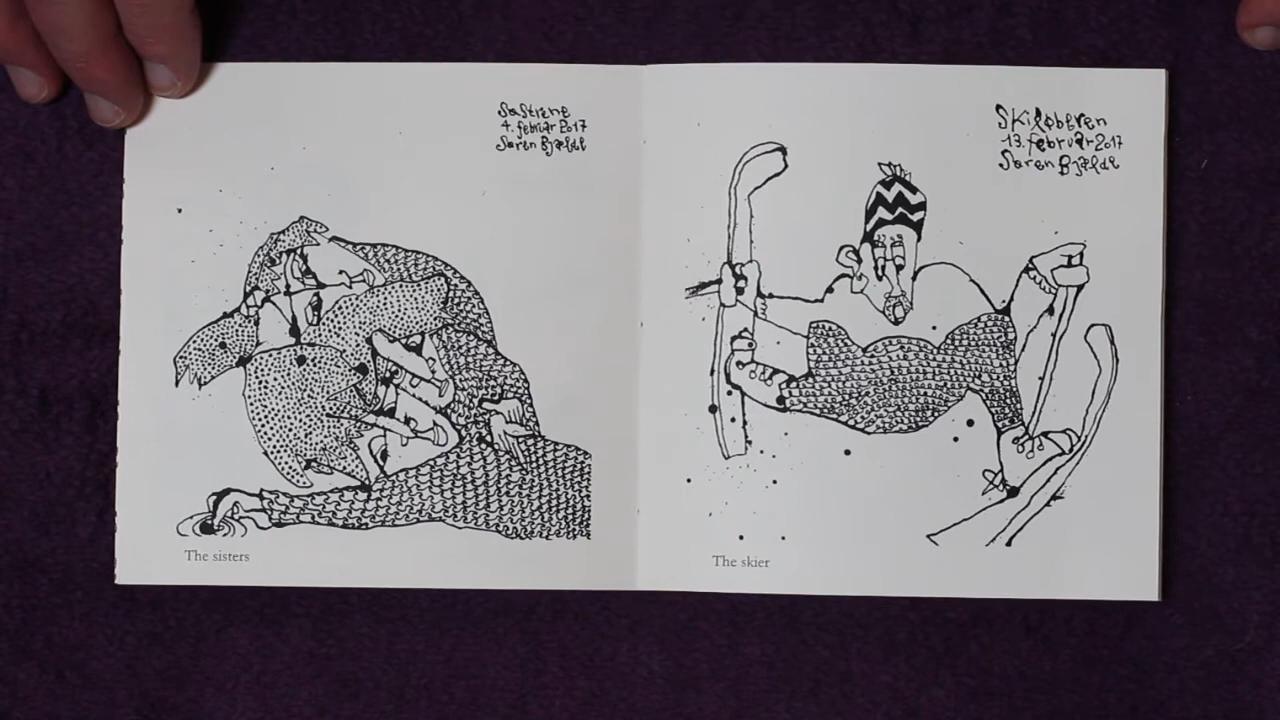 Søstrene
4. februar 2017
Søren Bjælde
The sisters
Skiløberen
13. februar 2017
Søren Bjælde
The skier